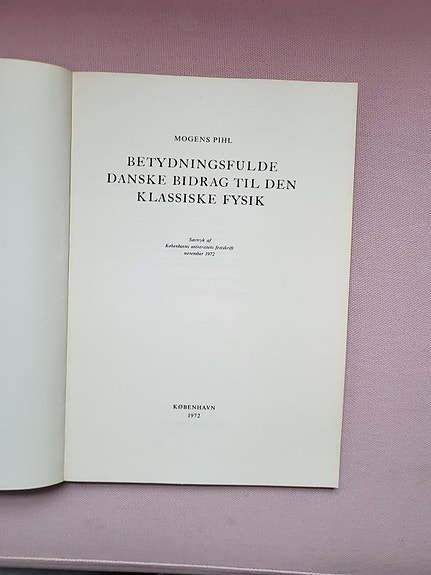 MOGENS PIHL
BETYDNINGSFULDE
DANSKE BIDRAG TIL DEN
KLASSISKE FYSIK
Særtryk af
Københavns universitets festskrift
november 1972
KØBENHAVN
1972